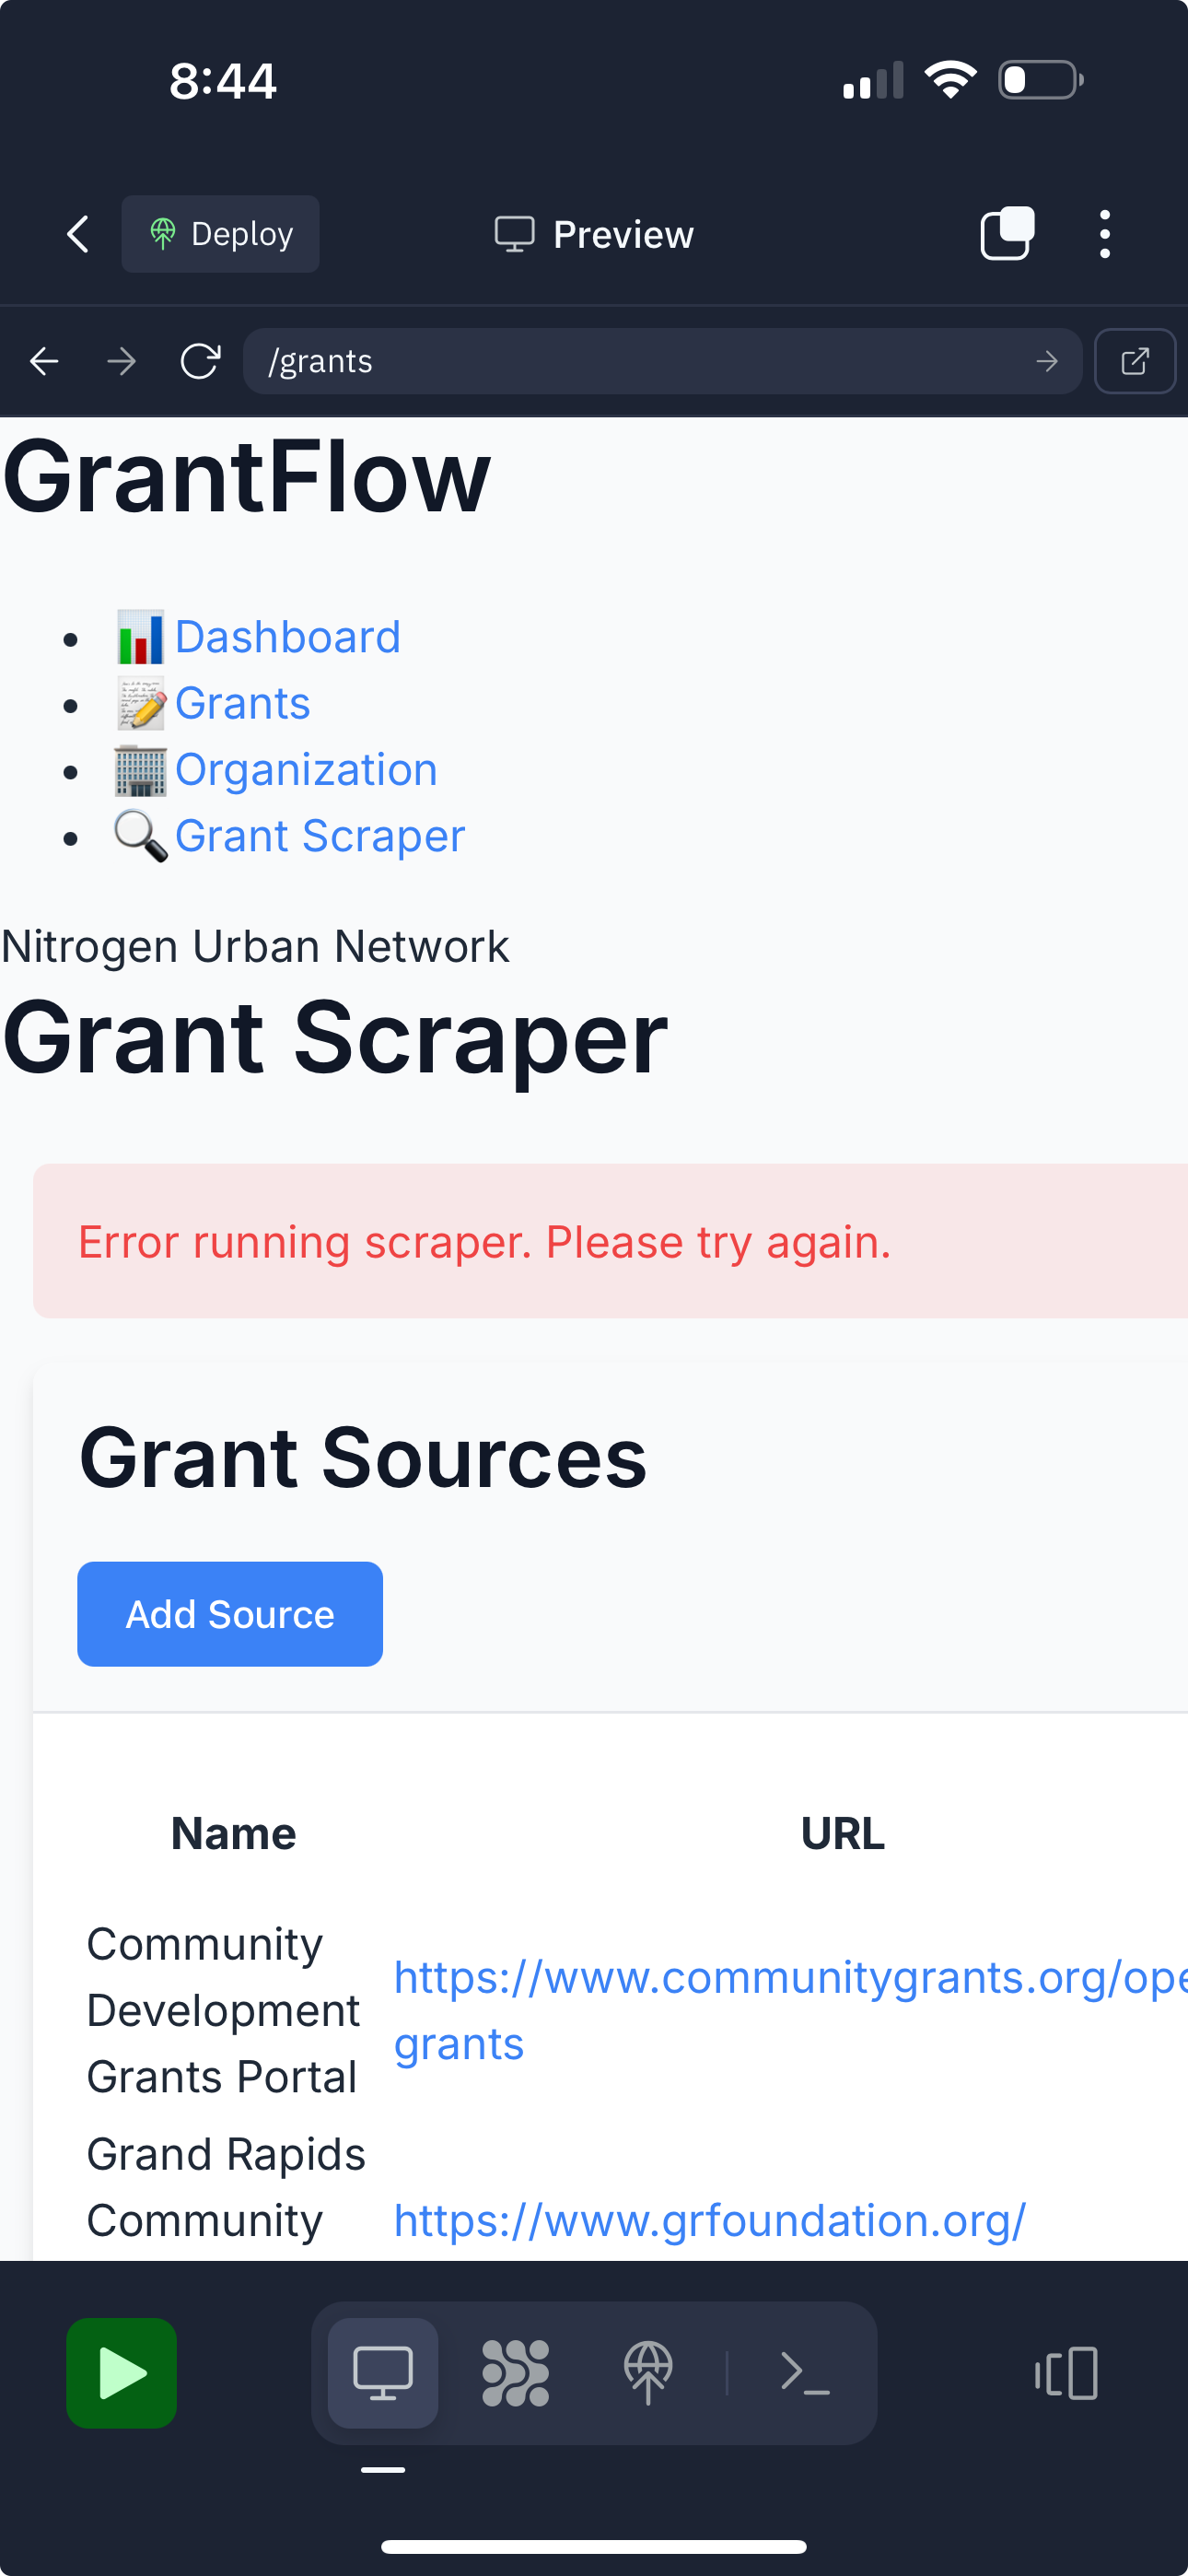 8:44
Deploy
Preview
/grants
GrantFlow
Dashboard
Grants
Organization
Grant Scraper
Nitrogen Urban Network
Grant Scraper
Error running scraper. Please try again.
Grant Sources
Add Source
Name URL
Community
Development
Grants Portal
https://www.communitygrants.org/ope
grants
Grand Rapids
Community
https://www.grfoundation.org/